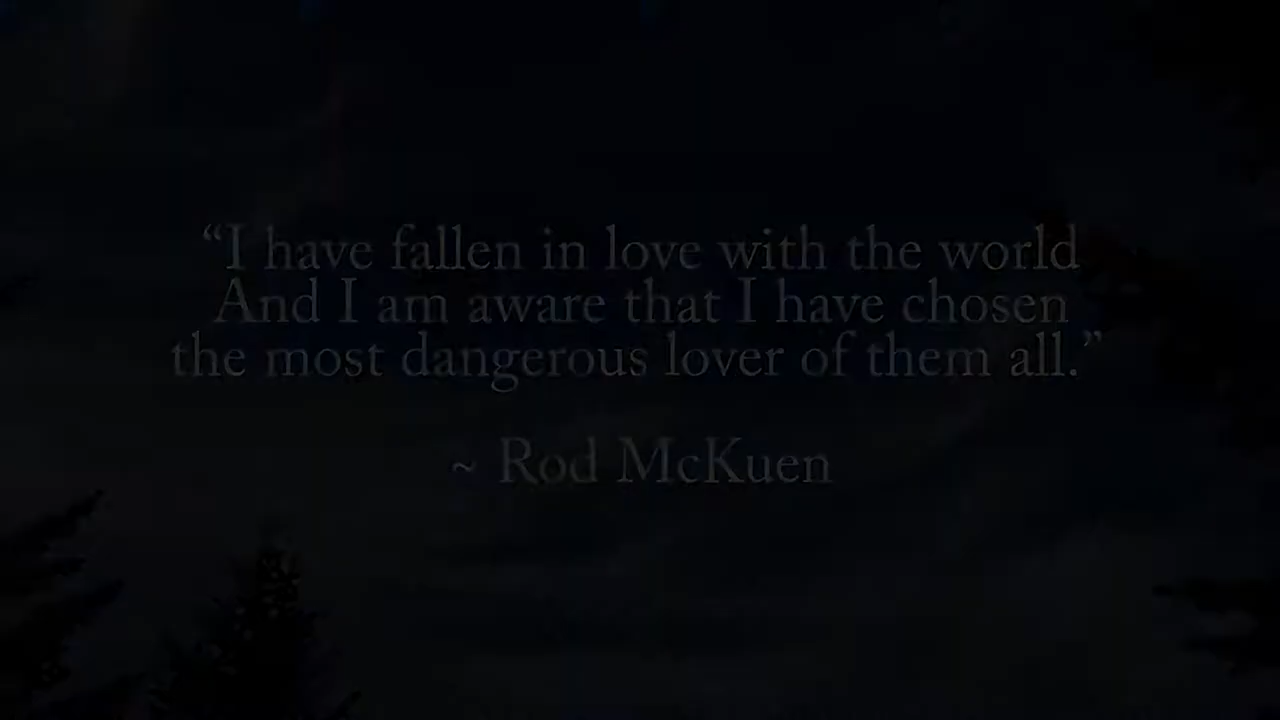 “I have fallen in love with the world
And I am aware that I have chosen
the most dangerous lover of them all.”
~ Rod McKuen